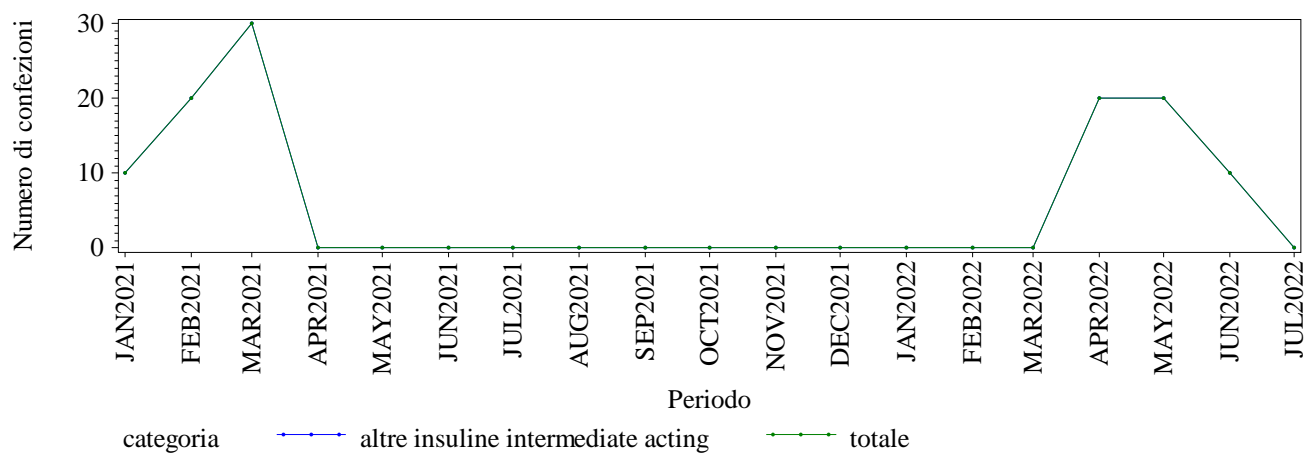 Numero di confezioni
30
20
10
0
JAN2021
FEB2021
MAR2021
APR2021
MAY2021
JUN2021
JUL2021
AUG2021
SEP2021
OCT2021
NOV2021
DEC2021
JAN2022
FEB2022
MAR2022
APR2022
MAY2022
JUN2022
JUL2022
Periodo
categoria altre insuline intermediate acting totale